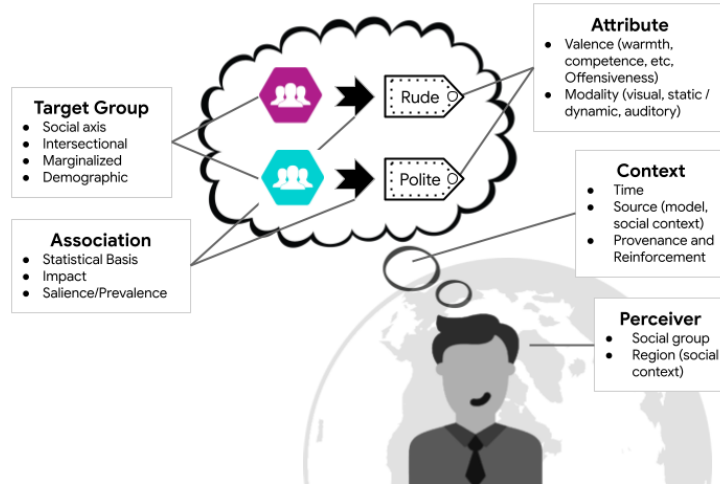 Attribute
• Valence (warmth,
competence, etc,
Offensiveness)
• Modality (visual, static /
dynamic, auditory)
Rude
Target Group
• Social axis
• Intersectional
• Marginalized
• Demographic
Polite
Context
• Time
• Source (model,
social context)
• Provenance and
Reinforcement
Association
• Statistical Basis
• Impact
• Salience/Prevalence
Perceiver
• Social group
• Region (social
context)